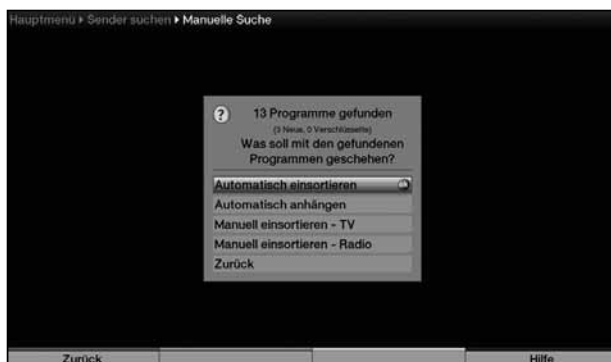 Hauptmenü ▸ Sender suchen ▸ Manuelle Suche
?
13 Programme gefunden
(3 Neue, 0 Verschlüsselte)
Was soll mit den gefundenen
Programmen geschehen?
Automatisch einsortieren
Automatisch anhängen
Manuell einsortieren - TV
Manuell einsortieren - Radio
Zurück
Zurück
Hilfe